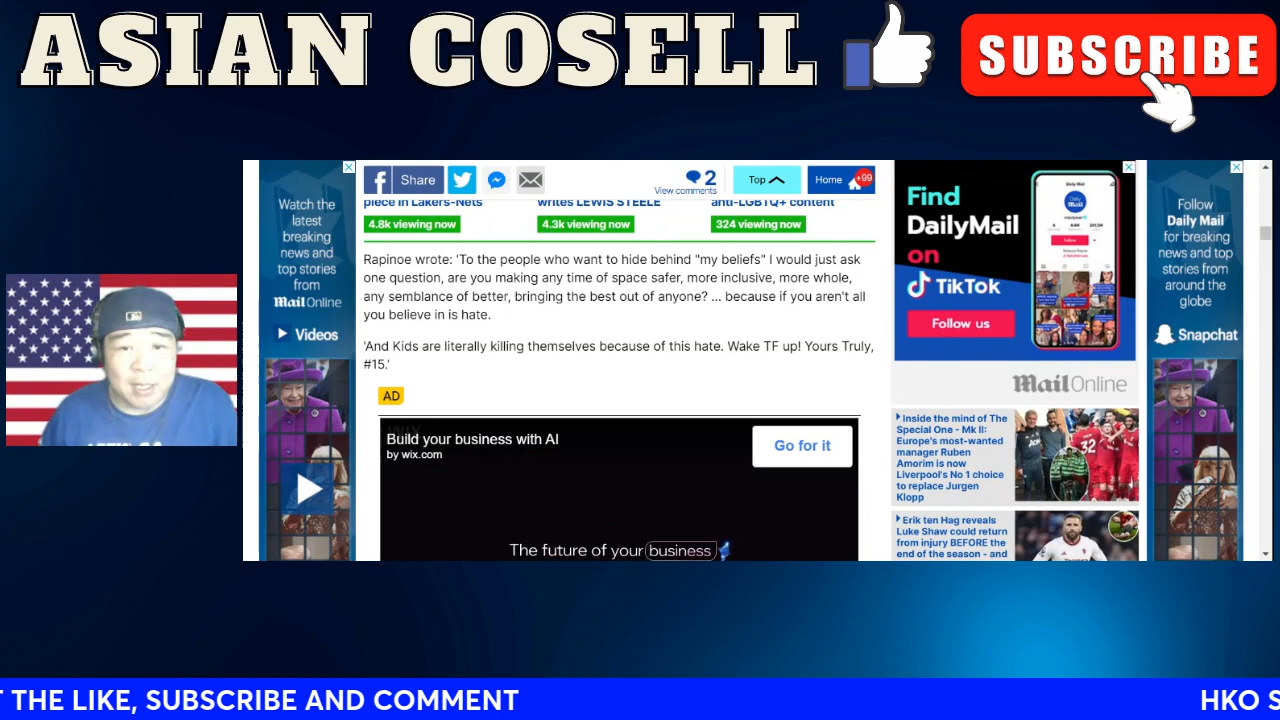 ASIAN COSELL
SUBSCRIBE
Watch the
latest
breaking
news and
top stories
from
Mail Online
Videos
Share
2
View comments
Top
Home
+99
piece in Lakers-Nets
writes LEWIS STEELE
anti-LGBTQ+ content
4.8k viewing now
4.3k viewing now
324 viewing now
Rapinoe wrote: 'To the people who want to hide behind "my beliefs" I would just ask
one question, are you making any time of space safer, more inclusive, more whole,
any semblance of better, bringing the best out of anyone? ... because if you aren't all
you believe in is hate.
'And Kids are literally killing themselves because of this hate. Wake TF up! Yours Truly,
#15.'
AD
Build your business with AI
by wix.com
Go for it
The future of your business
Find
DailyMail
on
TikTok
Follow us
Mail Online
Inside the mind of The
Special One - Mk II:
Europe's most-wanted
manager Ruben
Amorim is now
Liverpool's No 1 choice
to replace Jurgen
Klopp
Erik ten Hag reveals
Luke Shaw could return
from injury BEFORE the
end of the season - and
Follow
Daily Mail
for breaking
news and top
stories from
around the
globe
Snapchat
T THE LIKE, SUBSCRIBE AND COMMENT
HKO S